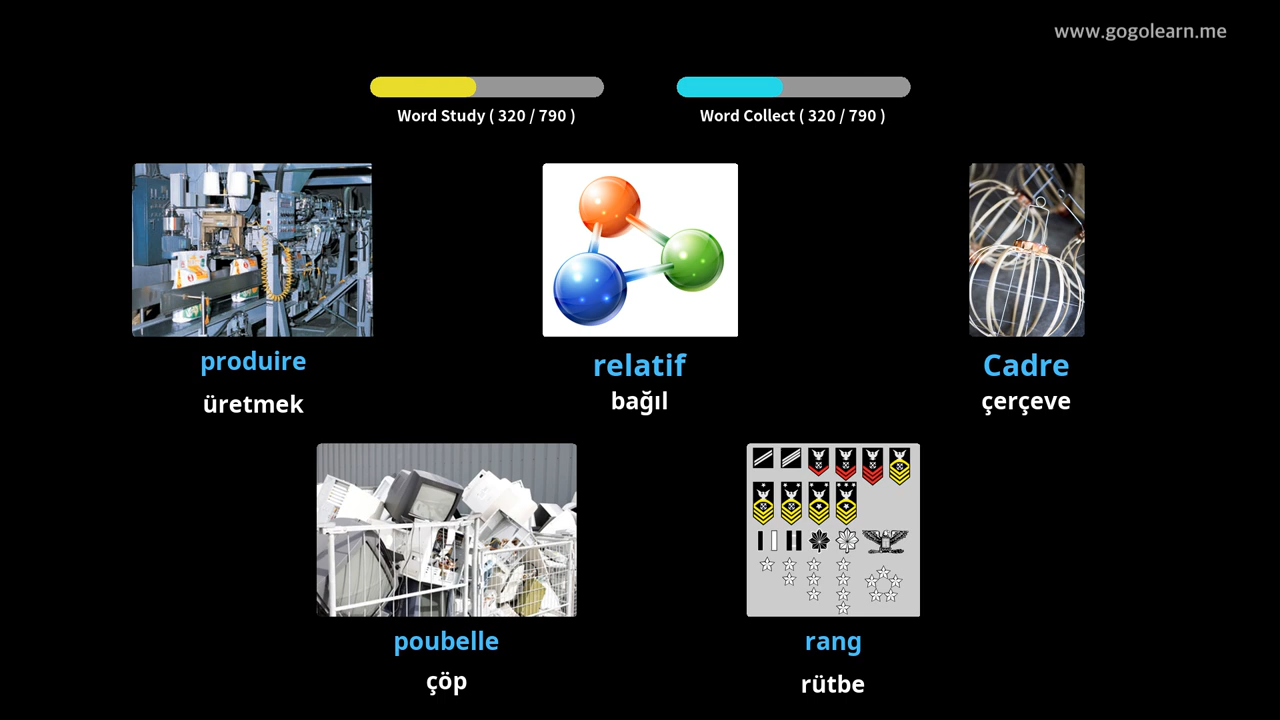 www.gogolearn.me
Word Study ( 320 / 790 )
Word Collect ( 320 / 790 )
produire
üretmek
relatif
bağıl
Cadre
çerçeve
poubelle
çöp
rang
rütbe